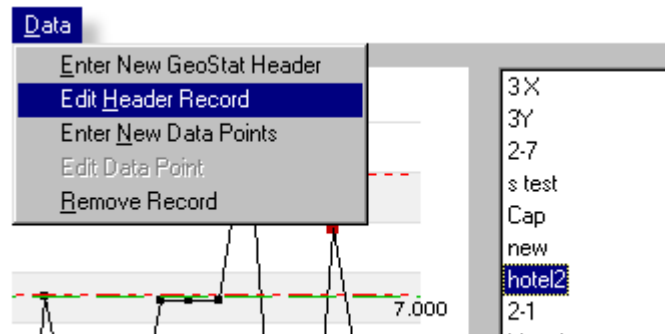 Data
Enter New GeoStat Header
Edit Header Record
Enter New Data Points
Edit Data Point
Remove Record
7.000
3X
3Y
2-7
s test
Cap
new
hotel2
2-1